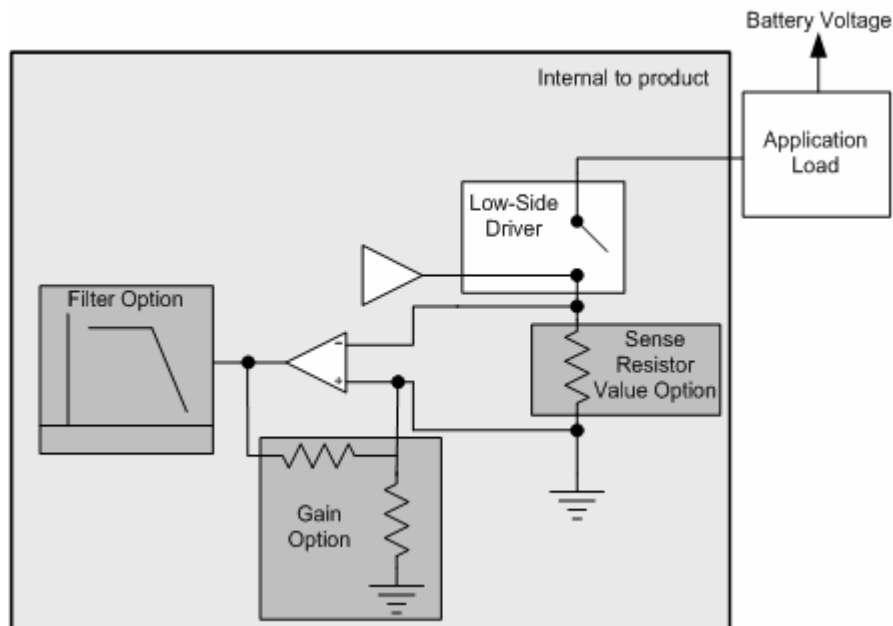 Battery Voltage
Internal to product
Application
Load
Low-Side
Driver
Filter Option
Sense
Resistor
Value Option
-
+
Gain
Option